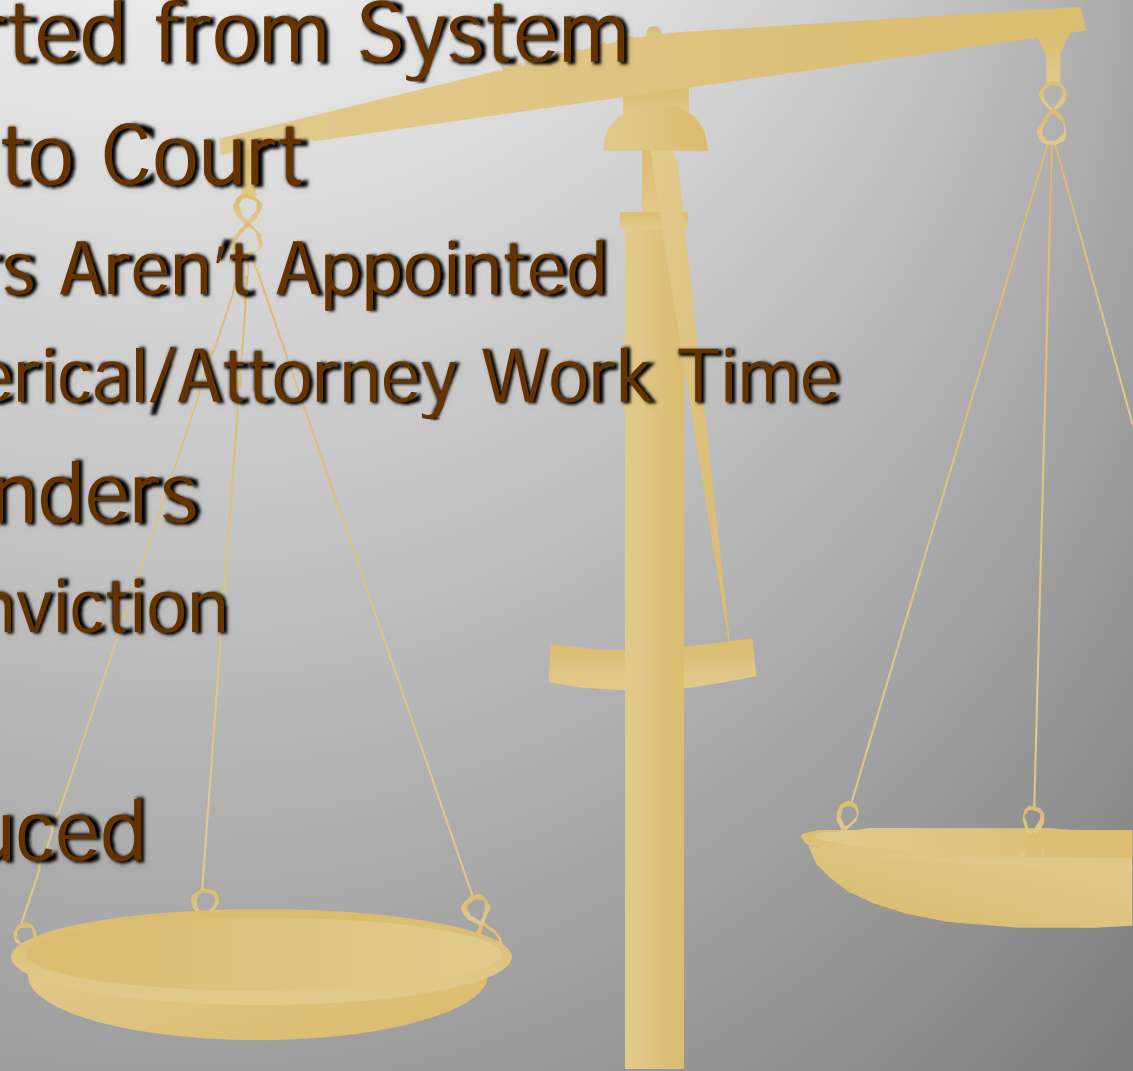 rted from System
to Court
rs Aren't Appointed
erical/Attorney Work Time
nders
nviction
uced